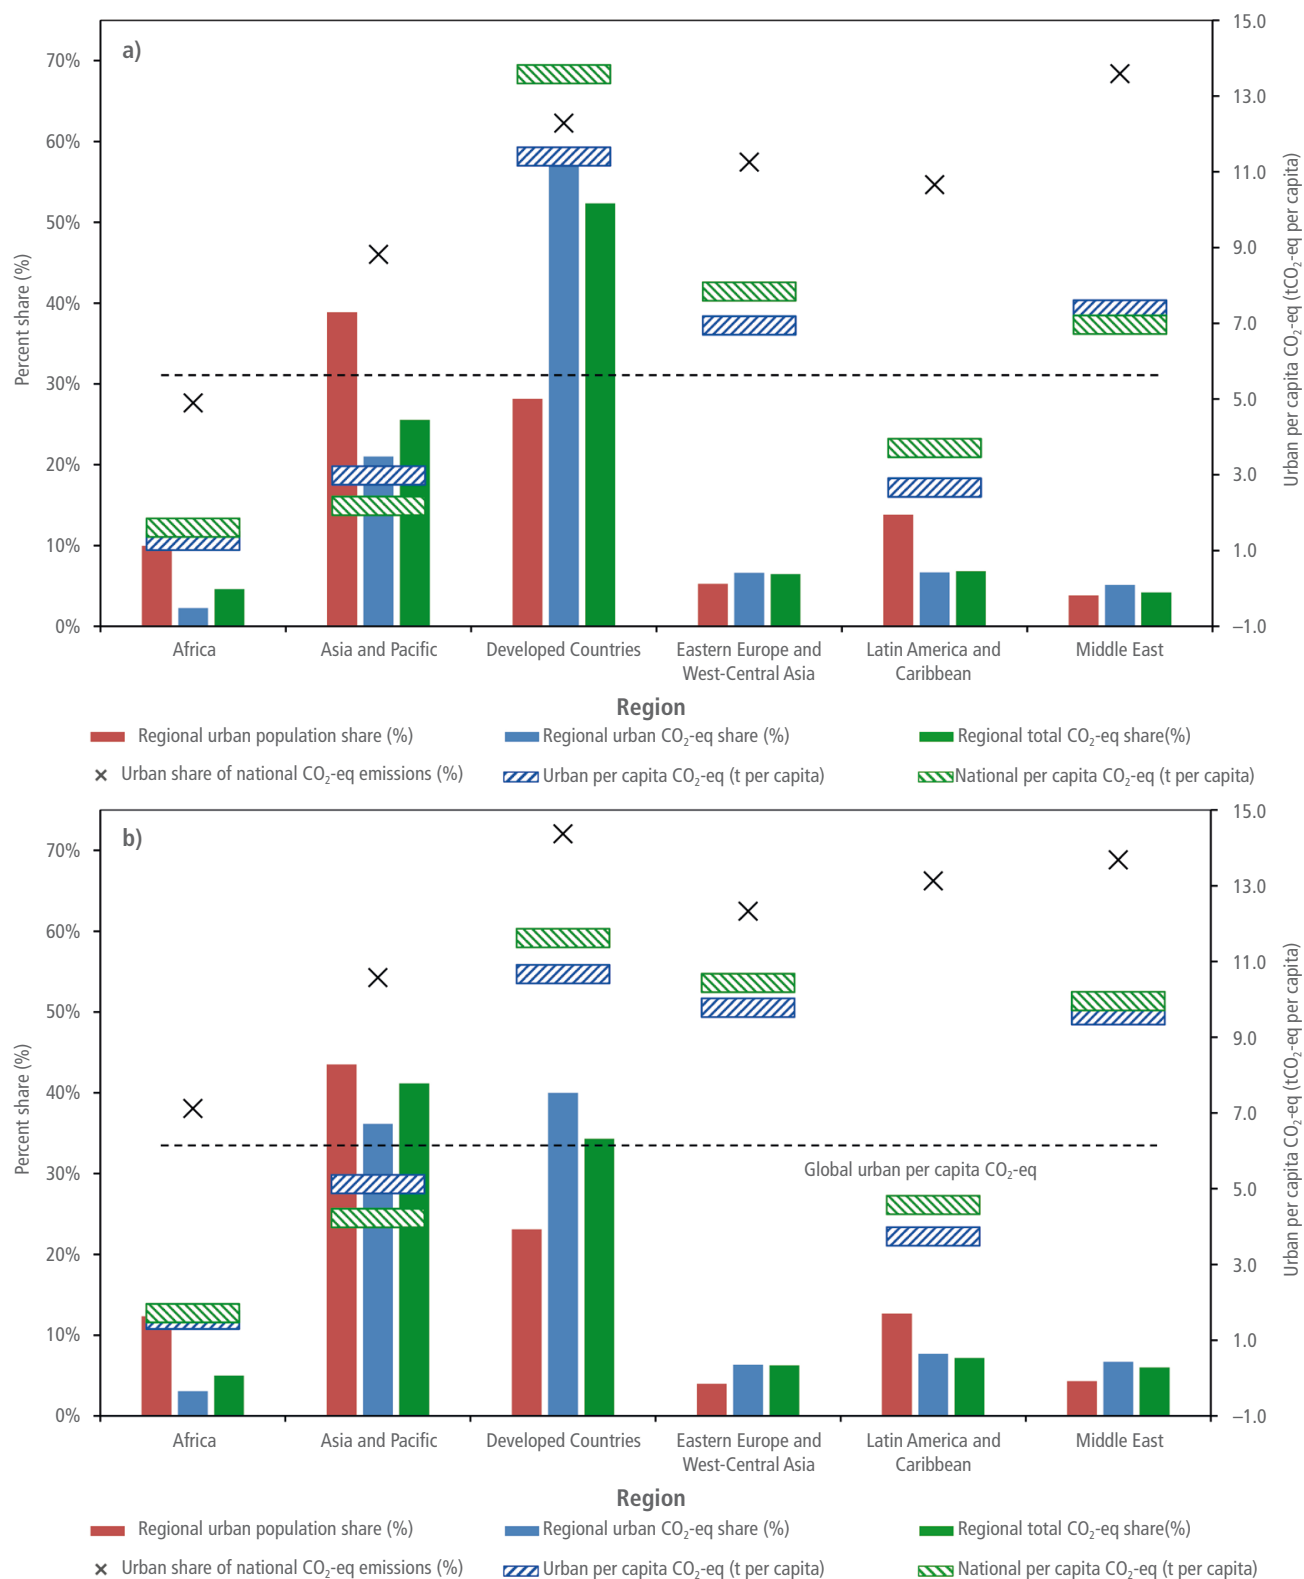 a)
70%
60%
50%
40%
30%
20%
10%
0%
Percent share (%)
15.0
13.0
11.0
9.0
7.0
5.0
3.0
1.0
–1.0
Urban per capita CO₂-eq (tCO₂-eq per capita)
Africa
Asia and Pacific
Developed Countries
Eastern Europe and
West-Central Asia
Latin America and
Caribbean
Middle East
Region
Regional urban population share (%)
Regional urban CO₂-eq share (%)
Regional total CO₂-eq share(%)
Urban share of national CO₂-eq emissions (%)
Urban per capita CO₂-eq (t per capita)
National per capita CO₂-eq (t per capita)
b)
70%
60%
50%
40%
30%
20%
10%
0%
Percent share (%)
15.0
13.0
11.0
9.0
7.0
5.0
3.0
1.0
–1.0
Urban per capita CO₂-eq (tCO₂-eq per capita)
Global urban per capita CO₂-eq
Africa
Asia and Pacific
Developed Countries
Eastern Europe and
West-Central Asia
Latin America and
Caribbean
Middle East
Region
Regional urban population share (%)
Regional urban CO₂-eq share (%)
Regional total CO₂-eq share(%)
Urban share of national CO₂-eq emissions (%)
Urban per capita CO₂-eq (t per capita)
National per capita CO₂-eq (t per capita)